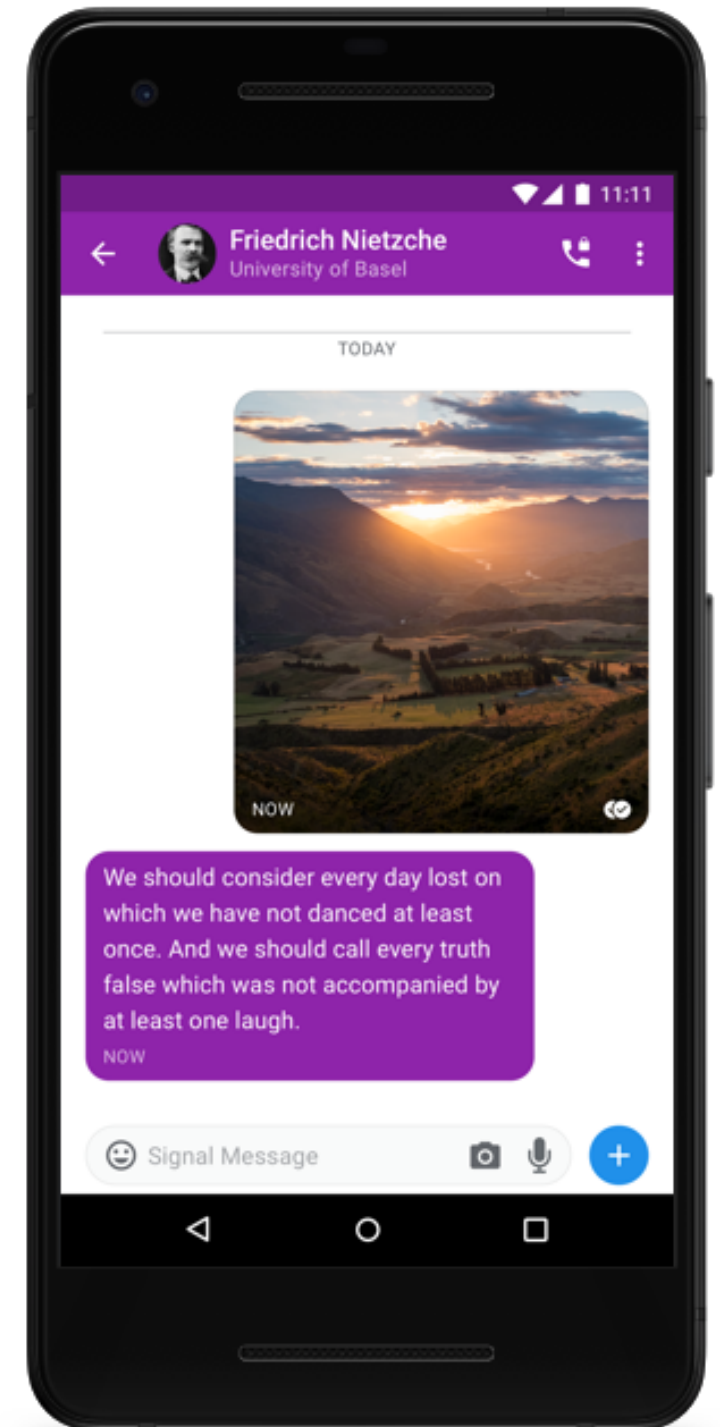 11:11
Friedrich Nietzche
University of Basel
TODAY
NOW
We should consider every day lost on
which we have not danced at least
once. And we should call every truth
false which was not accompanied by
at least one laugh.
NOW
Signal Message